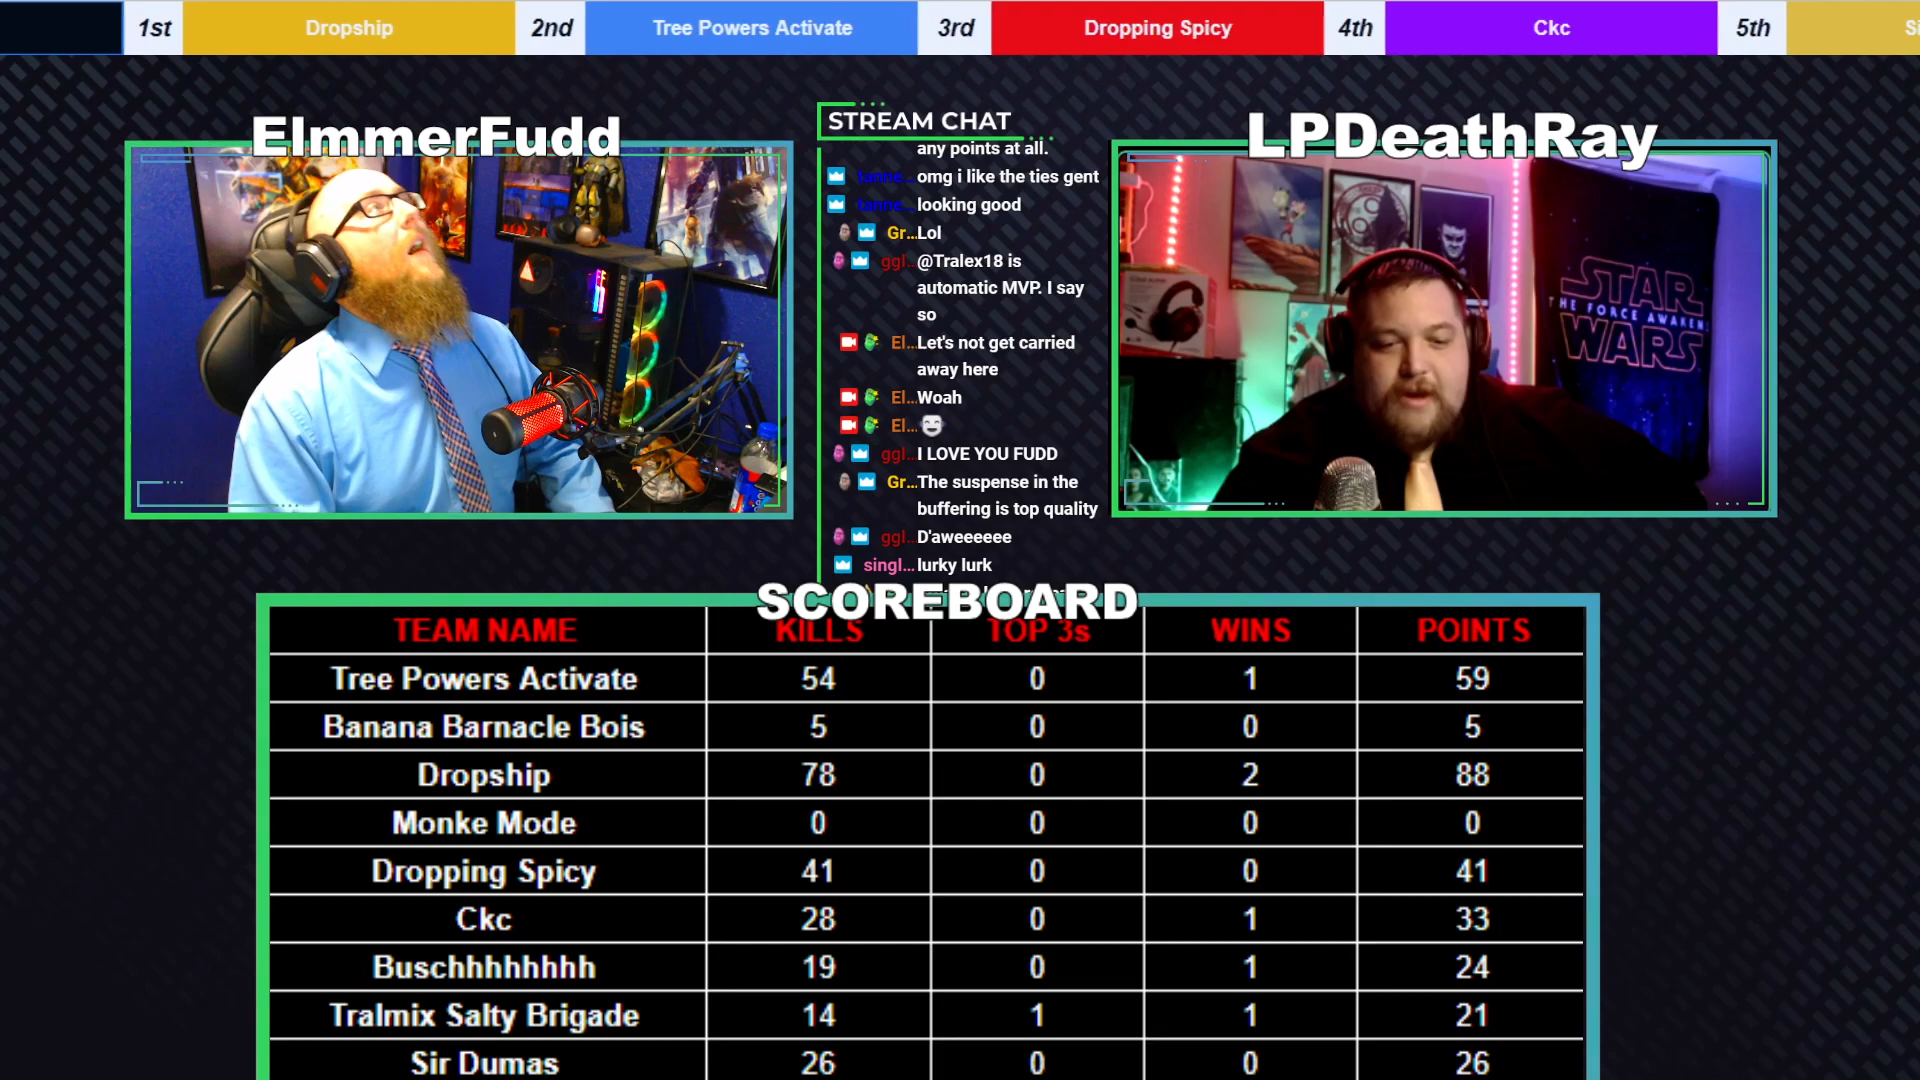 1st Dropship 2nd Tree Powers Activate 3rd Dropping Spicy 4th Ckc 5th
ElmmerFudd
STREAM CHAT
any points at all.
omg i like the ties gent
looking good
Gr... Lol
ggl... @Tralex18 is
automatic MVP. I say
so
El... Let's not get carried
away here
El... Woah
El...
ggl... I LOVE YOU FUDD
Gr... The suspense in the
buffering is top quality
ggl... D'aweeeeee
singl... lurky lurk
LPDeathRay
STAR
THE FORCE AWAKENS
WARS
SCOREBOARD
TEAM NAME KILLS TOP 3s WINS POINTS
Tree Powers Activate 54 0 1 59
Banana Barnacle Bois 5 0 0 5
Dropship 78 0 2 88
Monke Mode 0 0 0 0
Dropping Spicy 41 0 0 41
Ckc 28 0 1 33
Buschhhhhhhh 19 0 1 24
Tralmix Salty Brigade 14 1 1 21
Sir Dumas 26 0 0 26